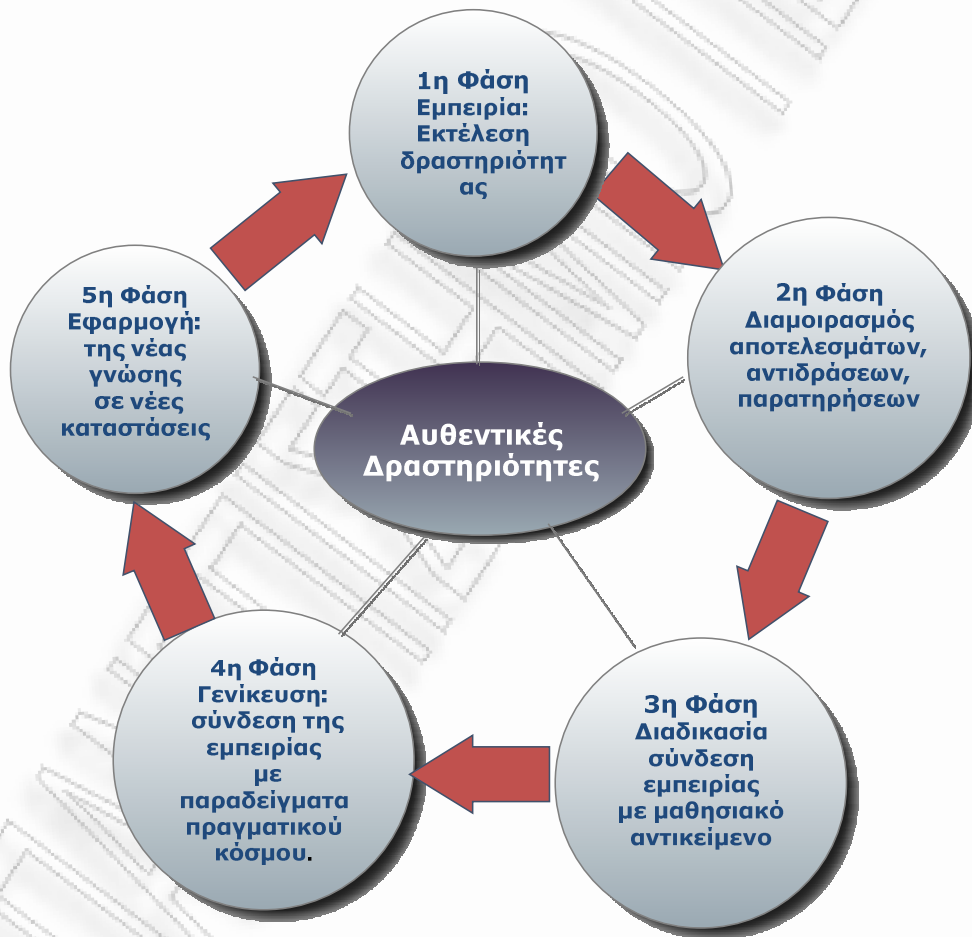 1η Φάση
Εμπειρία:
Εκτέλεση
δραστηριότητ
ας
2η Φάση
Διαμοιρασμός
αποτελεσμάτων,
αντιδράσεων,
παρατηρήσεων
3η Φάση
Διαδικασία
σύνδεση
εμπειρίας
με μαθησιακό
αντικείμενο
4η Φάση
Γενίκευση:
σύνδεση της
εμπειρίας
με
παραδείγματα
πραγματικού
κόσμου.
5η Φάση
Εφαρμογή:
της νέας
γνώσης
σε νέες
καταστάσεις
Αυθεντικές
Δραστηριότητες